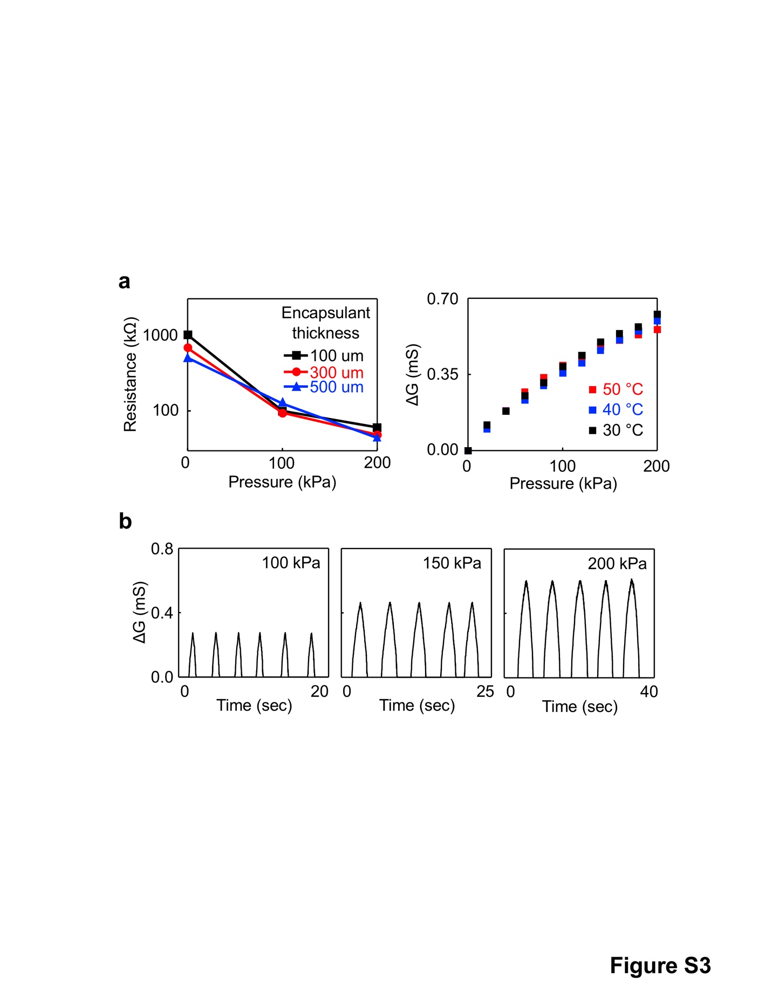 a
Resistance (kΩ)
1000
100
Encapsulant
thickness
100 um
300 um
500 um
0 100 200
Pressure (kPa)
ΔG (mS)
0.70
0.35
0.00
50 °C
40 °C
30 °C
0 100 200
Pressure (kPa)
b
ΔG (mS)
0.8
0.4
0.0
100 kPa
0 20
Time (sec)
150 kPa
0 25
Time (sec)
200 kPa
0 40
Time (sec)
Figure S3